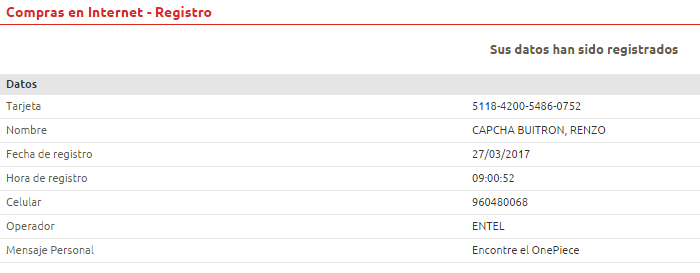 Compras en Internet - Registro
Sus datos han sido registrados
Datos
Tarjeta 5118-4200-5486-0752
Nombre CAPCHA BUITRON, RENZO
Fecha de registro 27/03/2017
Hora de registro 09:00:52
Celular 960480068
Operador ENTEL
Mensaje Personal Encontre el OnePiece